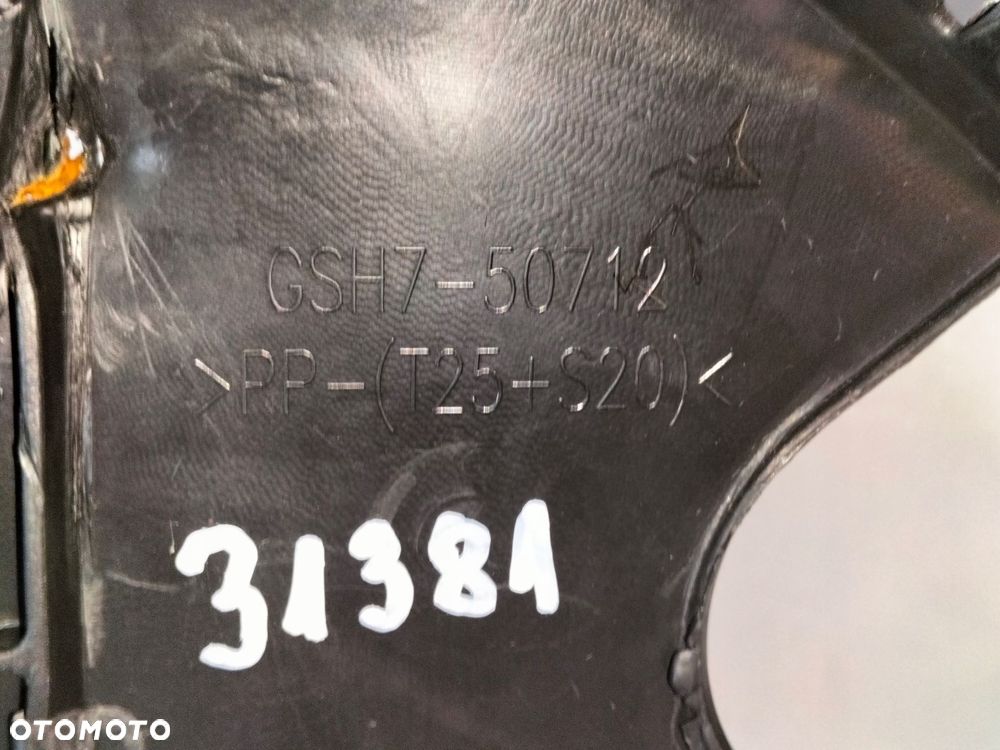 GSH7-50712
>PP-(T25+S20)<
31381
OTOMOTO